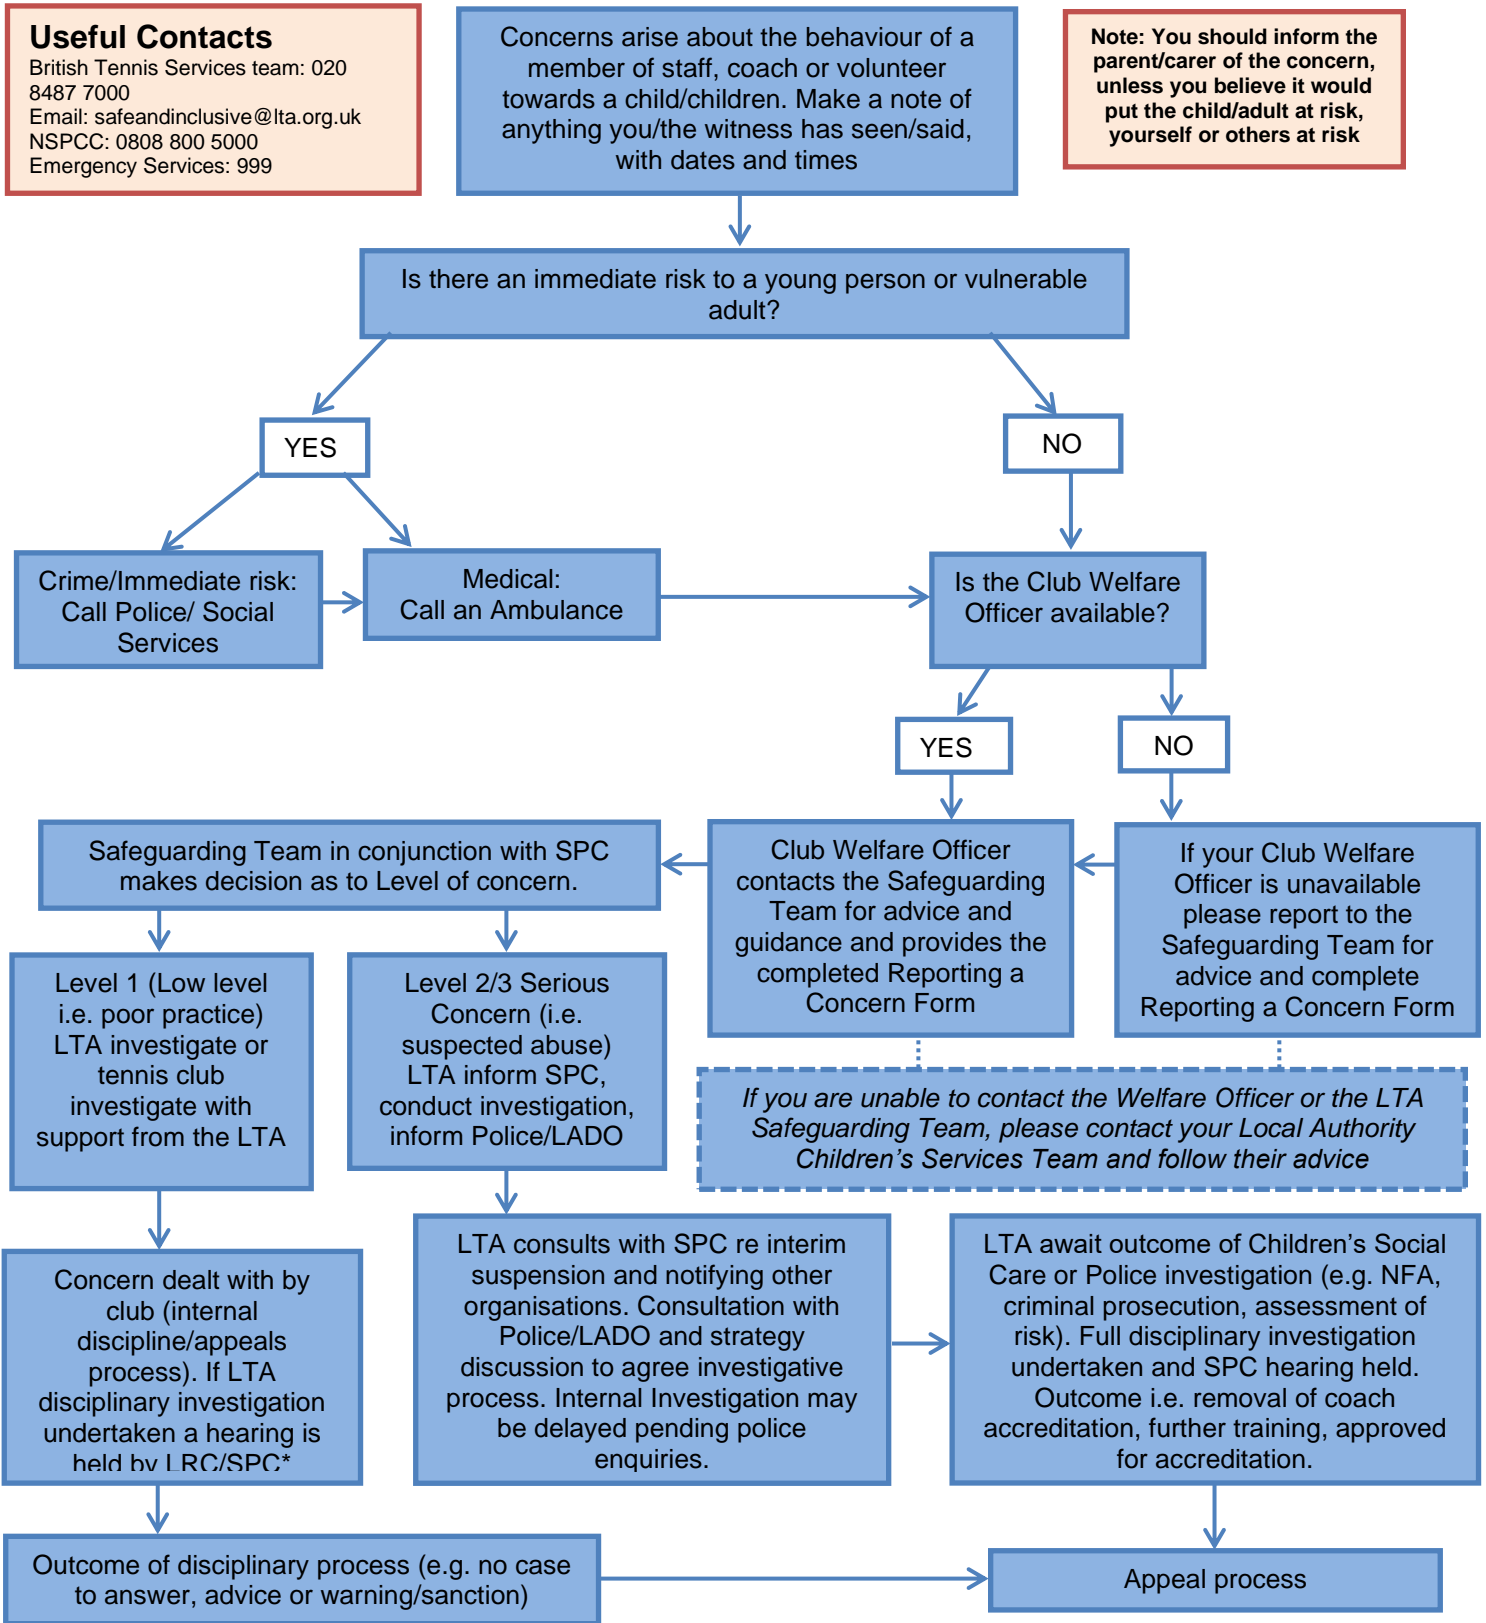 Useful Contacts
British Tennis Services team: 020
8487 7000
Email: safeandinclusive@lta.org.uk
NSPCC: 0808 800 5000
Emergency Services: 999
Concerns arise about the behaviour of a
member of staff, coach or volunteer
towards a child/children. Make a note of
anything you/the witness has seen/said,
with dates and times
Note: You should inform the
parent/carer of the concern,
unless you believe it would
put the child/adult at risk,
yourself or others at risk
Is there an immediate risk to a young person or vulnerable
adult?
YES
NO
Crime/Immediate risk:
Call Police/ Social
Services
Medical:
Call an Ambulance
Is the Club Welfare
Officer available?
YES
NO
Safeguarding Team in conjunction with SPC
makes decision as to Level of concern.
Club Welfare Officer
contacts the Safeguarding
Team for advice and
guidance and provides the
completed Reporting a
Concern Form
If your Club Welfare
Officer is unavailable
please report to the
Safeguarding Team for
advice and complete
Reporting a Concern Form
Level 1 (Low level
i.e. poor practice)
LTA investigate or
tennis club
investigate with
support from the LTA
Level 2/3 Serious
Concern (i.e.
suspected abuse)
LTA inform SPC,
conduct investigation,
inform Police/LADO
If you are unable to contact the Welfare Officer or the LTA
Safeguarding Team, please contact your Local Authority
Children’s Services Team and follow their advice
Concern dealt with by
club (internal
discipline/appeals
process). If LTA
disciplinary investigation
undertaken a hearing is
held by LRC/SPC*
LTA consults with SPC re interim
suspension and notifying other
organisations. Consultation with
Police/LADO and strategy
discussion to agree investigative
process. Internal Investigation may
be delayed pending police
enquiries.
LTA await outcome of Children’s Social
Care or Police investigation (e.g. NFA,
criminal prosecution, assessment of
risk). Full disciplinary investigation
undertaken and SPC hearing held.
Outcome i.e. removal of coach
accreditation, further training, approved
for accreditation.
Outcome of disciplinary process (e.g. no case
to answer, advice or warning/sanction)
Appeal process